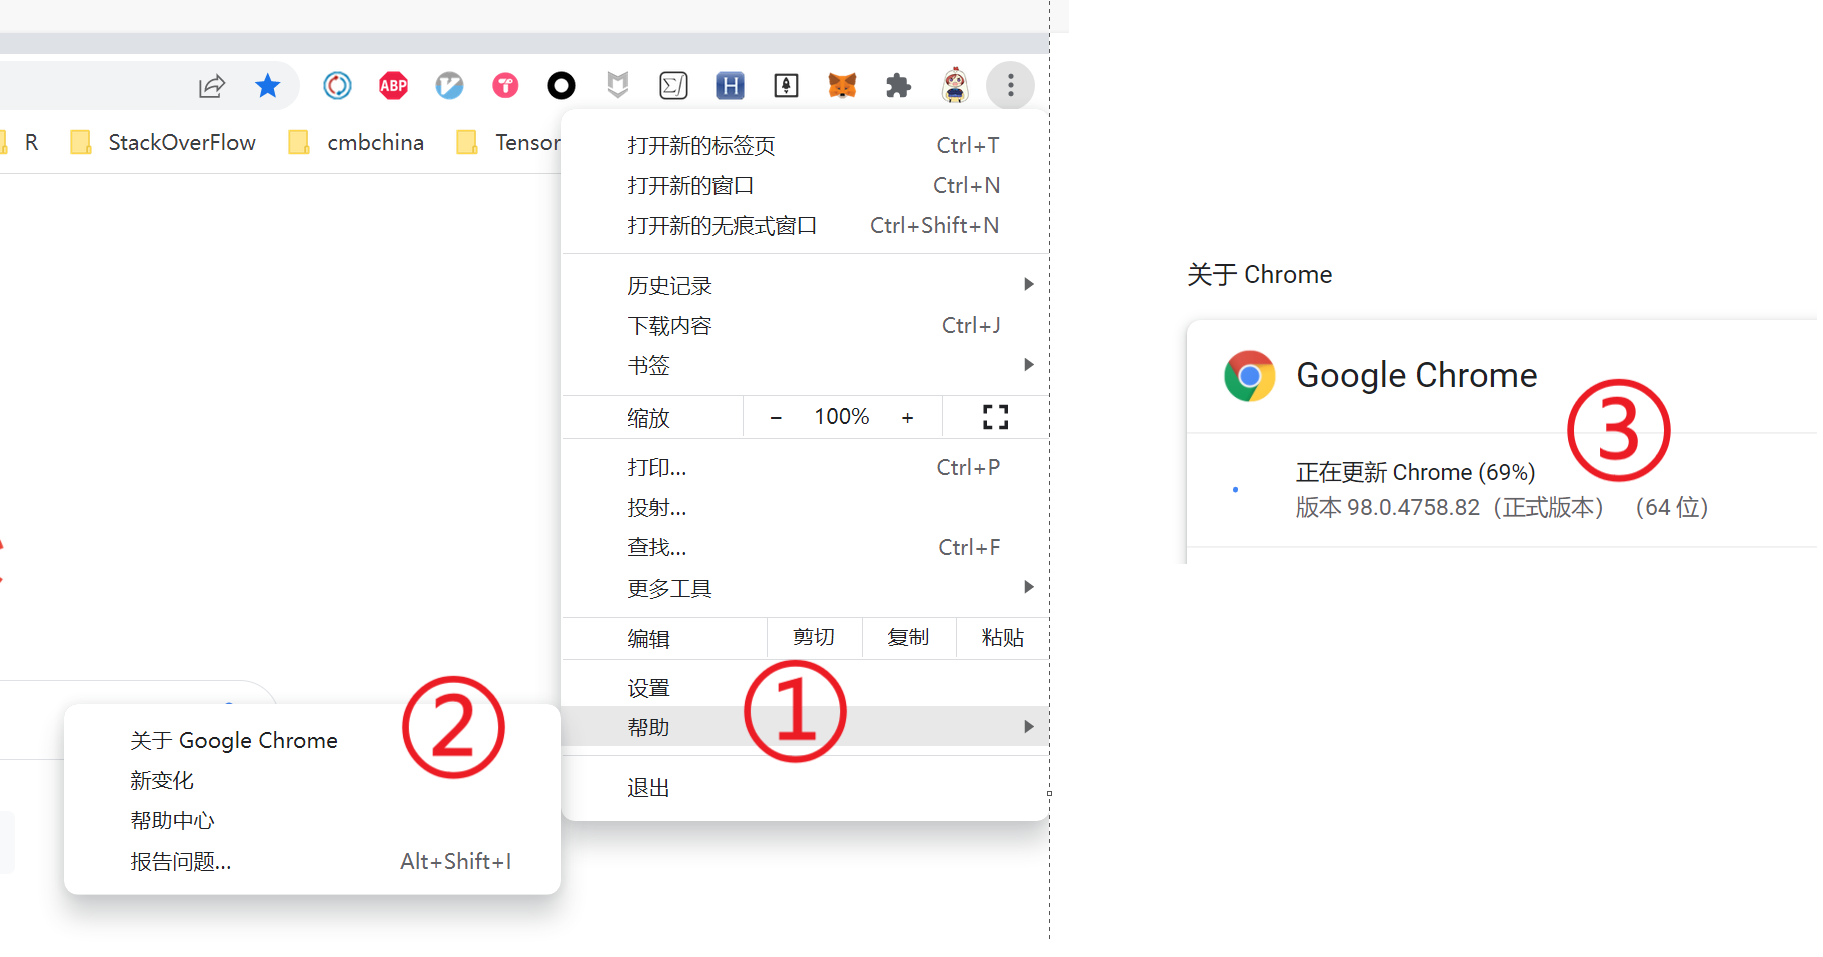 ABP
H
R
StackOverFlow
cmbchina
Tensor
打开新的标签页 Ctrl+T
打开新的窗口 Ctrl+N
打开新的无痕式窗口 Ctrl+Shift+N
历史记录
下载内容 Ctrl+J
书签
缩放 − 100% +
打印... Ctrl+P
投射...
查找... Ctrl+F
更多工具
编辑 剪切 复制 粘贴
设置
帮助
①
退出
②
关于 Google Chrome
新变化
帮助中心
报告问题... Alt+Shift+I
关于 Chrome
Google Chrome
③
正在更新 Chrome (69%)
版本 98.0.4758.82（正式版本） （64 位）